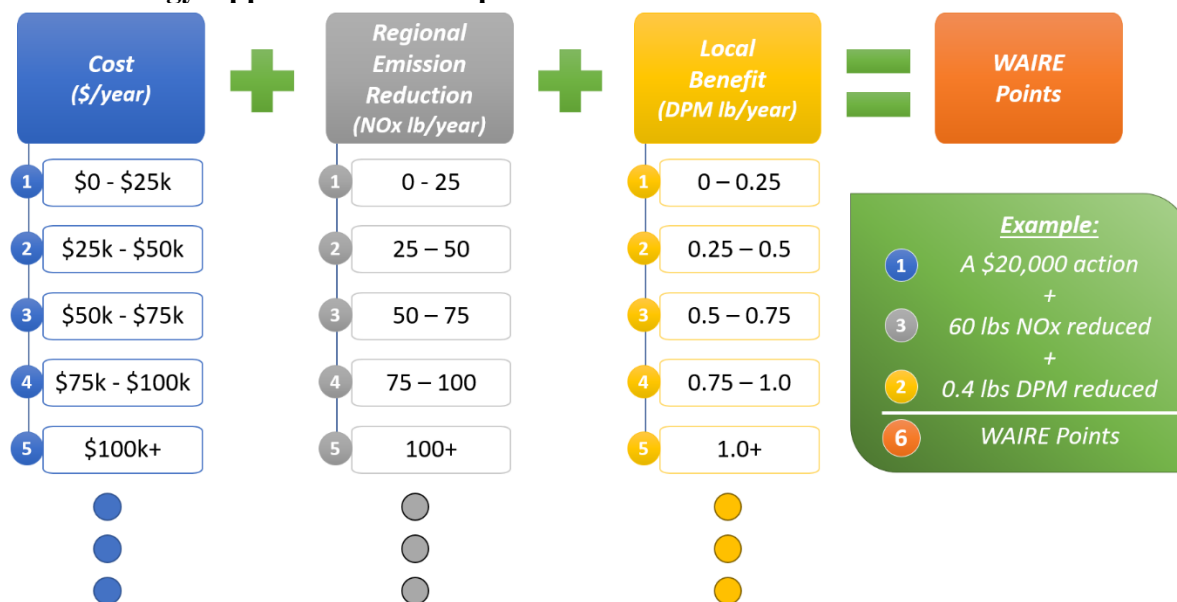 Cost
($/year)
Regional
Emission
Reduction
(NOx lb/year)
Local
Benefit
(DPM lb/year)
WAIRE
Points
1 $0 - $25k
2 $25k - $50k
3 $50k - $75k
4 $75k - $100k
5 $100k+
1 0 - 25
2 25 – 50
3 50 – 75
4 75 – 100
5 100+
1 0 – 0.25
2 0.25 – 0.5
3 0.5 – 0.75
4 0.75 – 1.0
5 1.0+
Example:
1 A $20,000 action
+
3 60 lbs NOx reduced
+
2 0.4 lbs DPM reduced
6 WAIRE Points